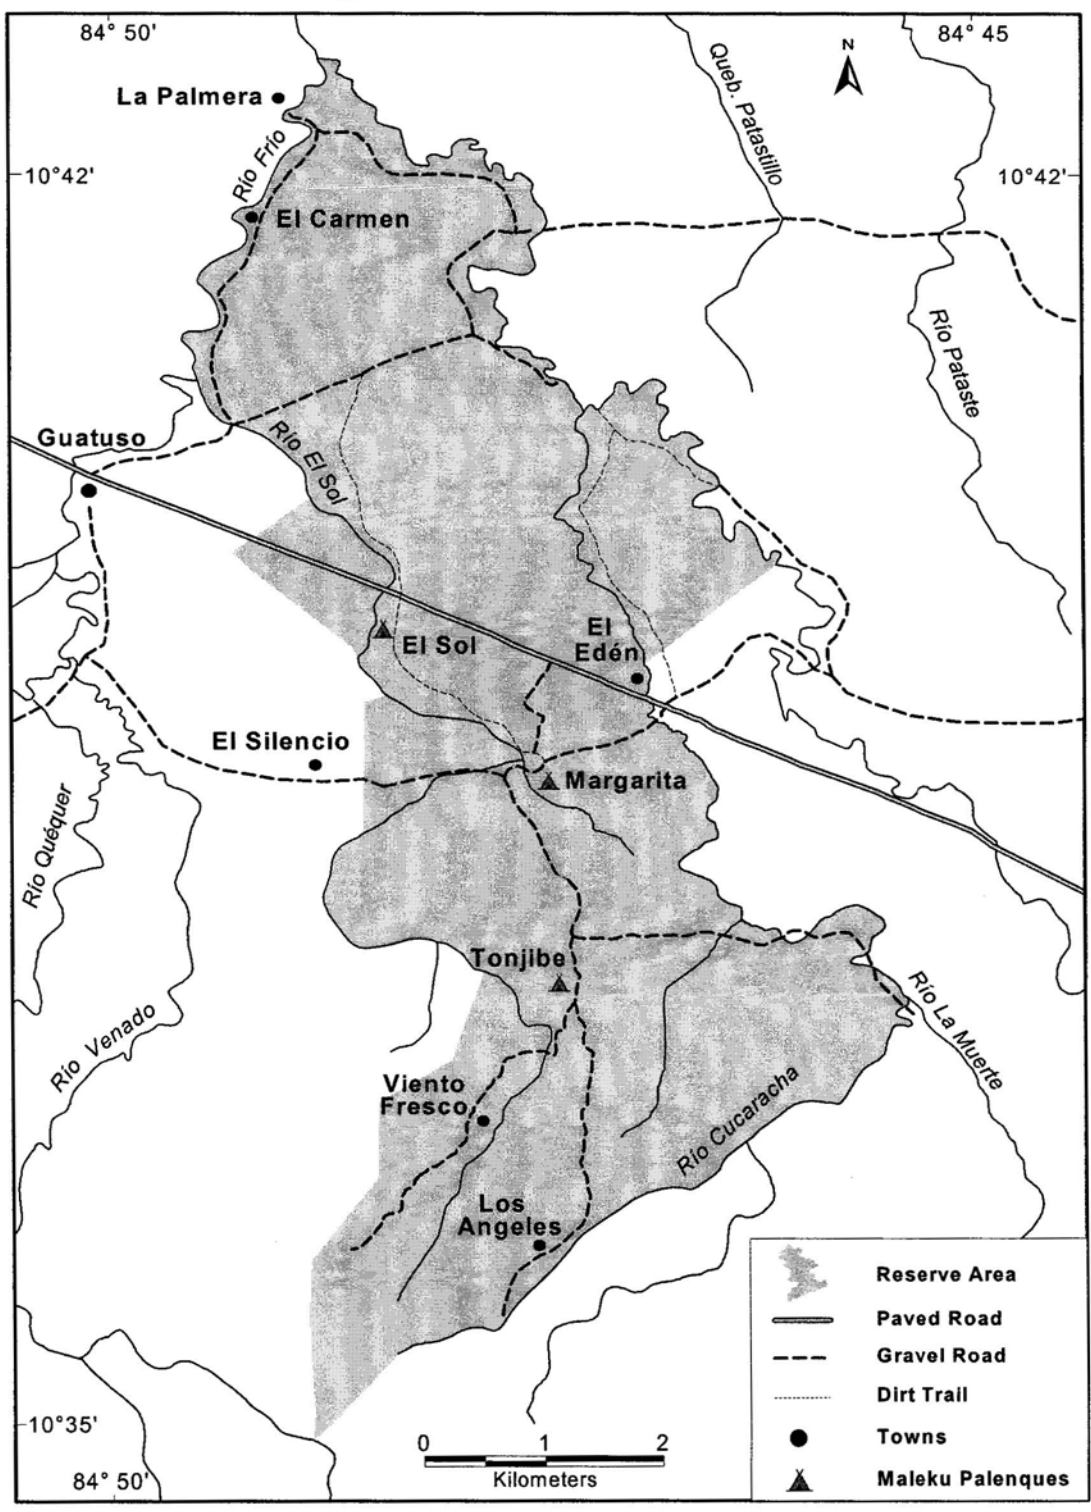 84° 50'
84° 45
N
La Palmera
Queb. Patastillo
Río Frío
10°42'
10°42'
El Carmen
Río Pataste
Guatuso
Río El Sol
El
Edén
El Sol
El Silencio
Margarita
Río Quéquer
Tonjibe
Río La Muerte
Río Venado
Viento
Fresco
Río Cucaracha
Los
Angeles
Reserve Area
Paved Road
Gravel Road
Dirt Trail
Towns
Maleku Palenques
10°35'
0 1 2
Kilometers
84° 50'